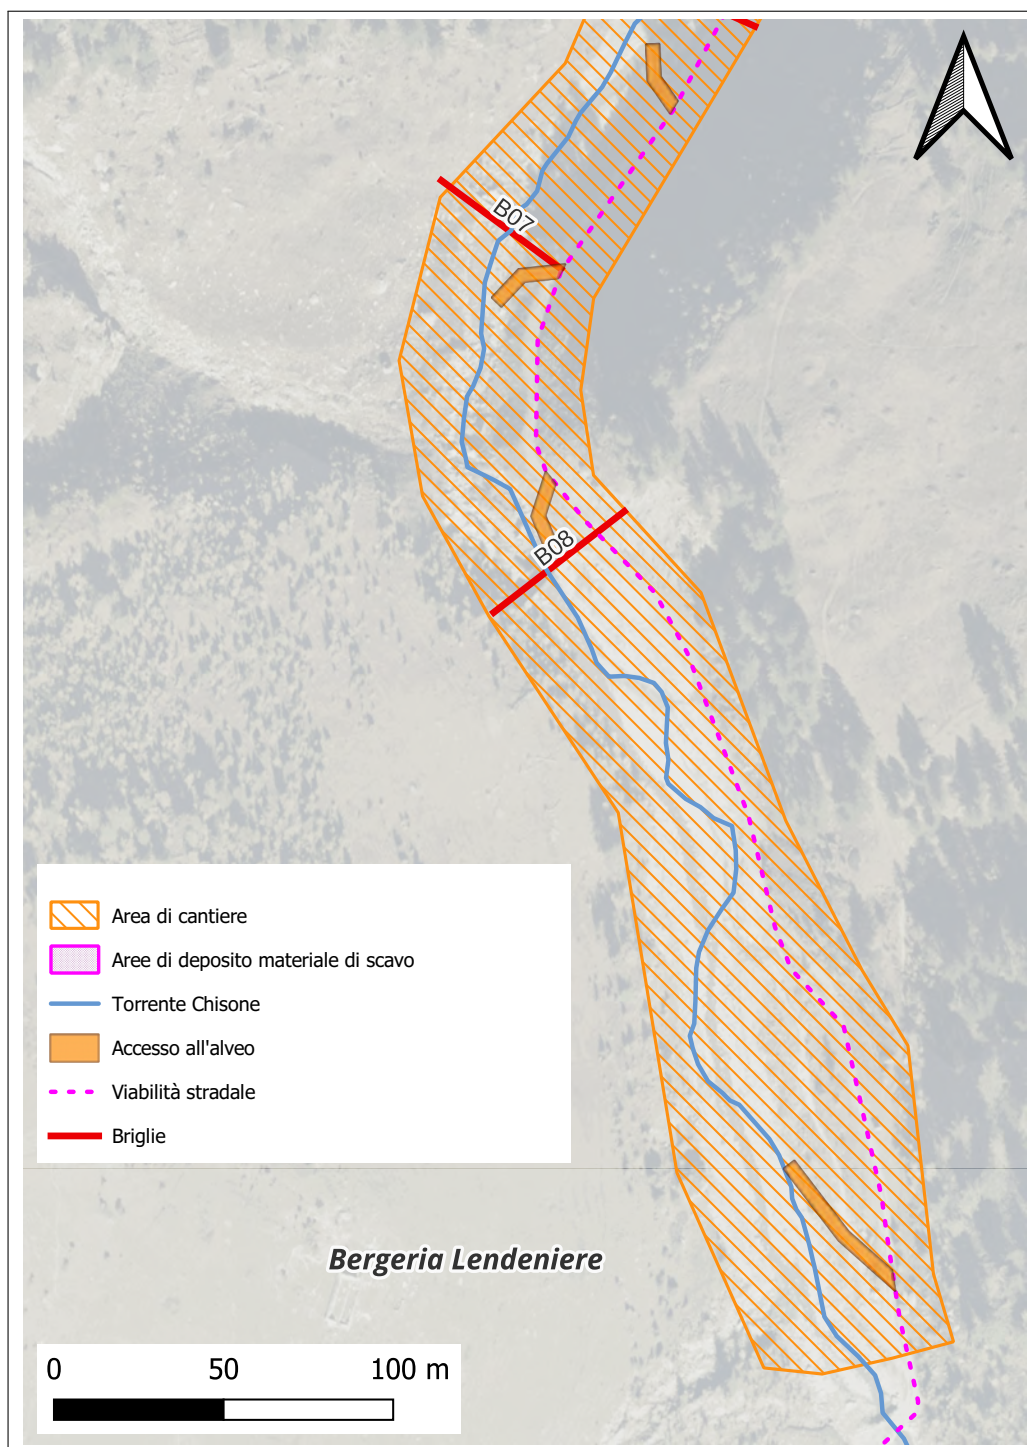 B07
B08
Area di cantiere
Aree di deposito materiale di scavo
Torrente Chisone
Accesso all'alveo
Viabilità stradale
Briglie
Bergeria Lendeniere
0 50 100 m